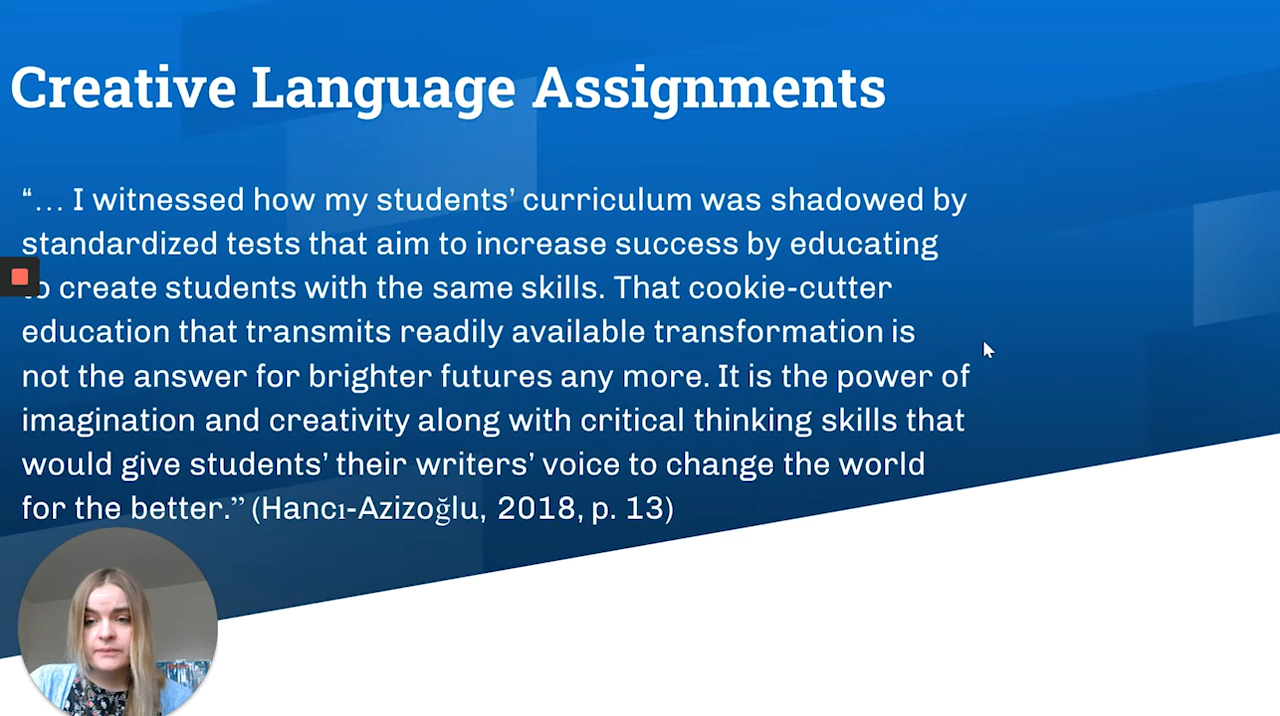 Creative Language Assignments
“... I witnessed how my students’ curriculum was shadowed by
standardized tests that aim to increase success by educating
create students with the same skills. That cookie-cutter
education that transmits readily available transformation is
not the answer for brighter futures any more. It is the power of
imagination and creativity along with critical thinking skills that
would give students’ their writers’ voice to change the world
for the better.” (Hancı-Azizoğlu, 2018, p. 13)